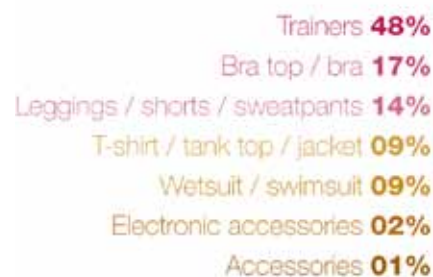 Trainers 48%
Bra top / bra 17%
Leggings / shorts / sweatpants 14%
T-shirt / tank top / jacket 09%
Wetsuit / swimsuit 09%
Electronic accessories 02%
Accessories 01%